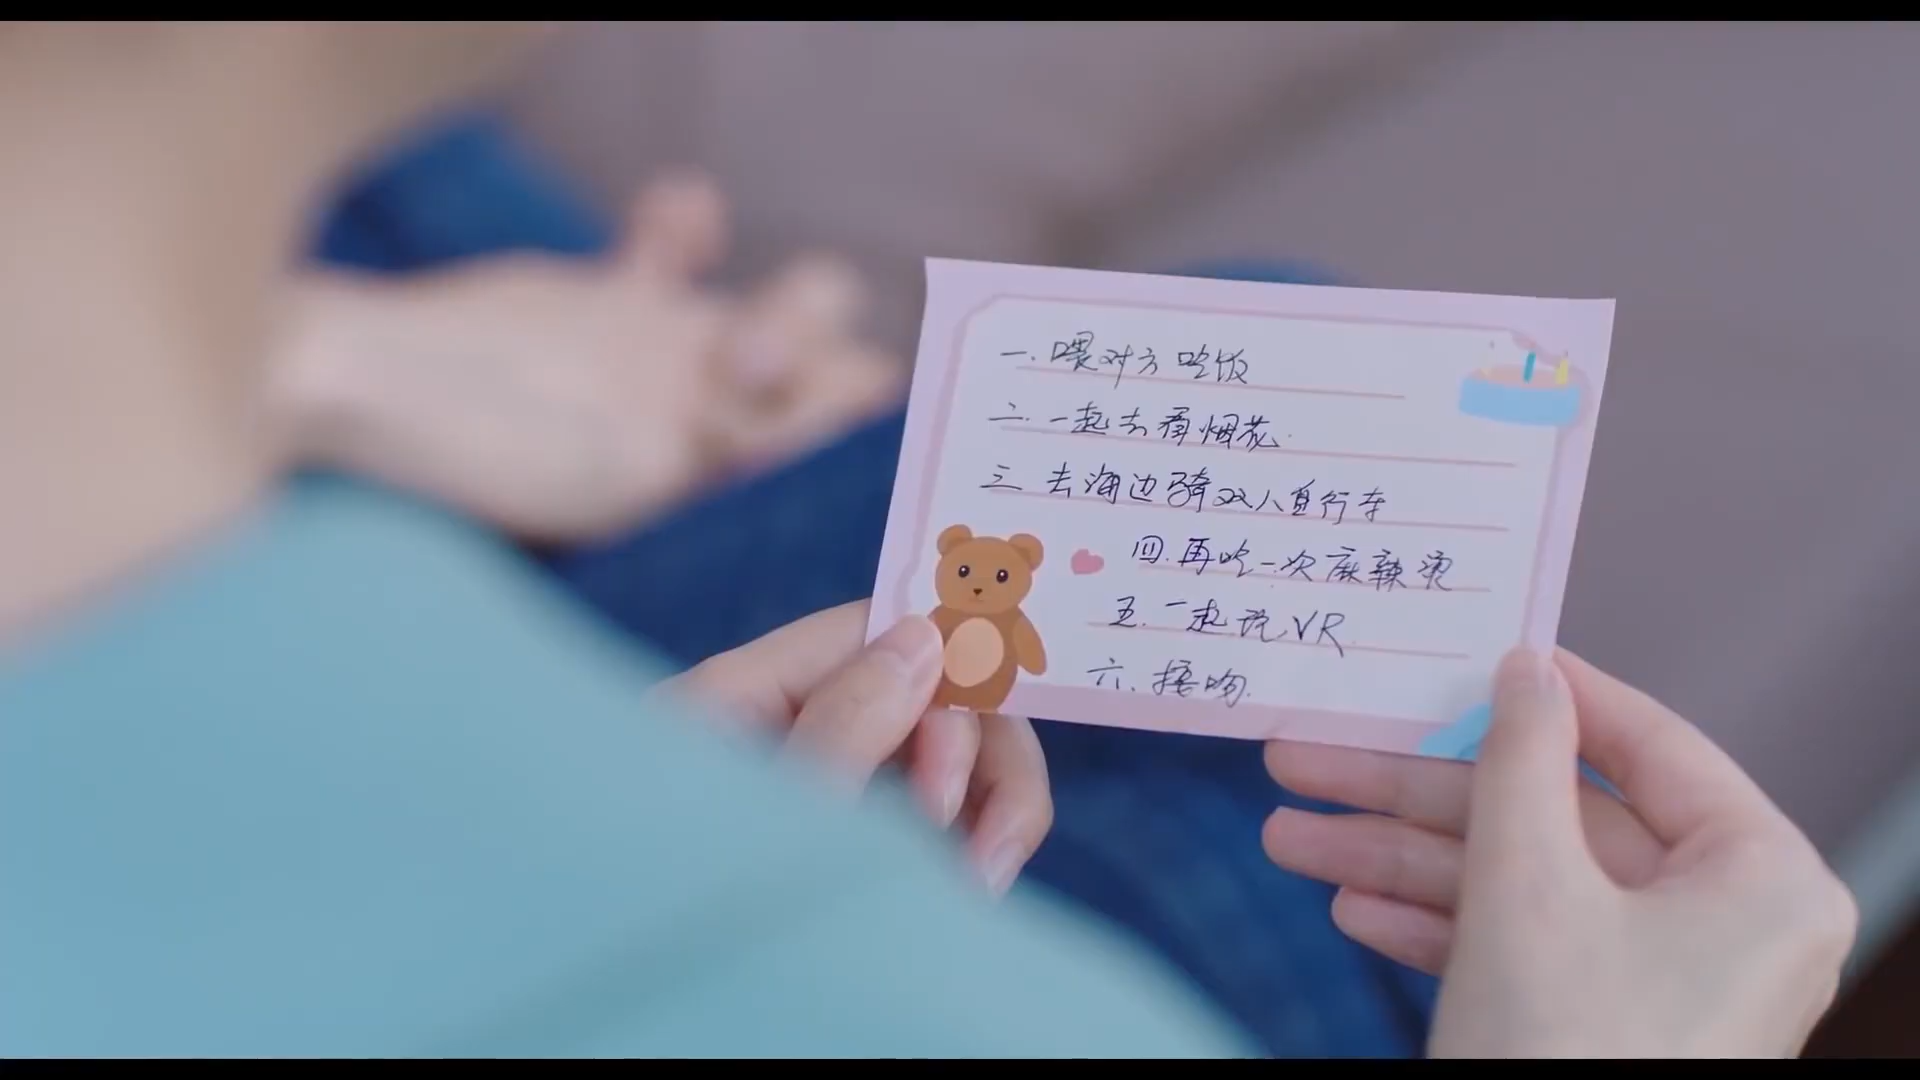 一.喂对方吃饭
二.一起去看烟花.
三.去海边骑双人自行车
四.再吃一次麻辣烫
五.一起玩VR.
六.接吻.